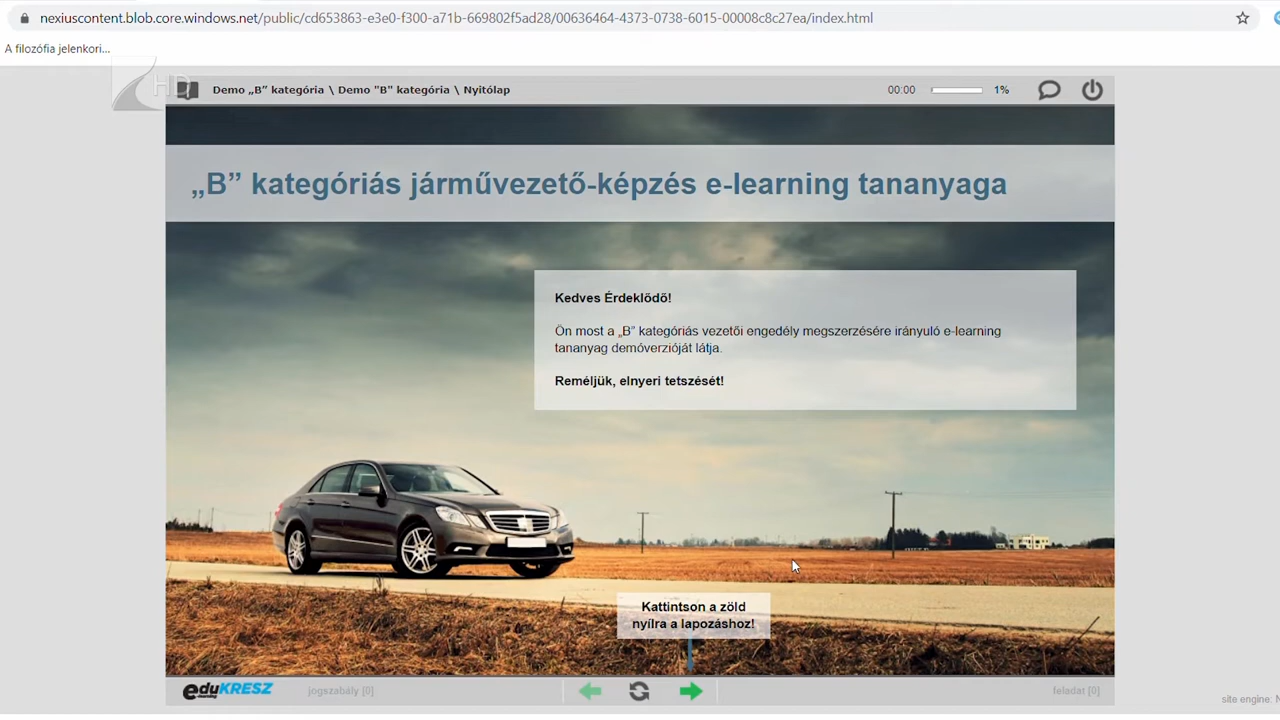 nexiuscontent.blob.core.windows.net/public/cd653863-e3e0-f300-a71b-669802f5ad28/00636464-4373-0738-6015-00008c8c27ea/index.html
A filozófia jelenkori...
HD
Demo „B” kategória \ Demo "B" kategória \ Nyitólap
00:00
1%
„B” kategóriás járművezető-képzés e-learning tananyaga
Kedves Érdeklődő!
Ön most a „B” kategóriás vezetői engedély megszerzésére irányuló e-learning
tananyag demóverzióját látja.
Reméljük, elnyeri tetszését!
Kattintson a zöld
nyílra a lapozáshoz!
eduKRESZ
e-learning
jogszabály [0]
feladat [0]
site engine: N